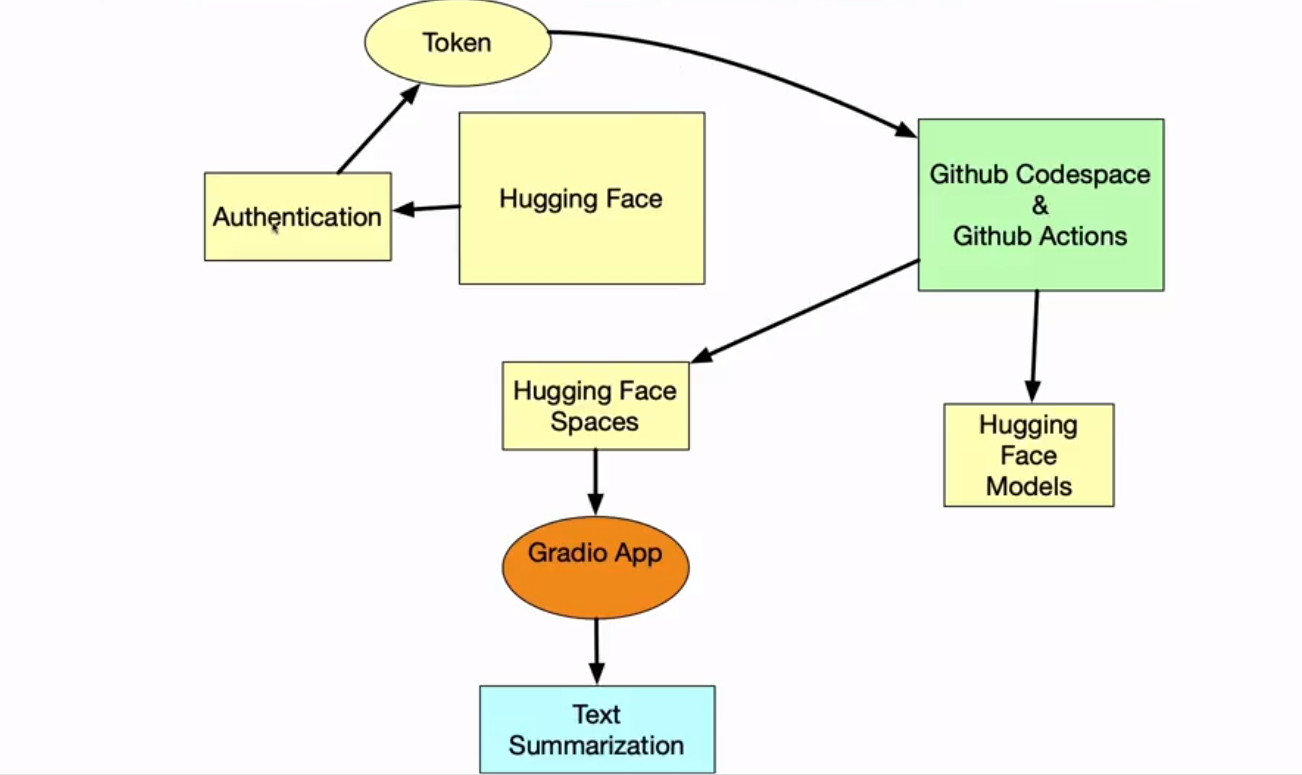 Token
Hugging Face
Authentication
Github Codespace
&
Github Actions
Hugging Face
Spaces
Hugging
Face
Models
Gradio App
Text
Summarization